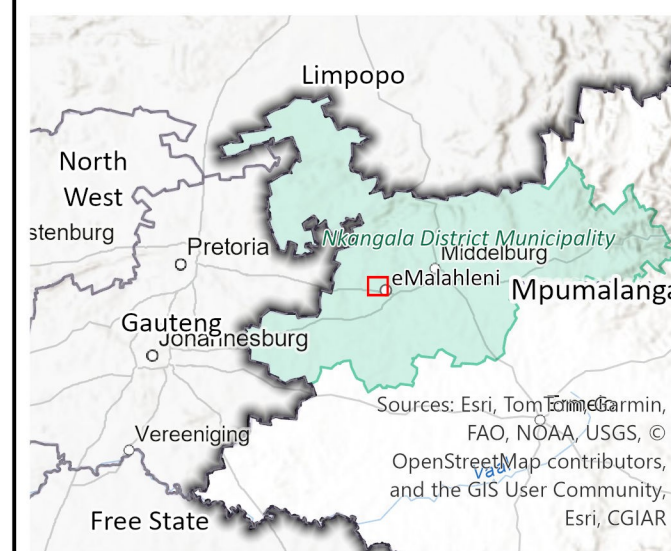 Limpopo
North
West
stenburg
Pretoria
Nkangala District Municipality
Middelburg
eMalahleni
Mpumalanga
Gauteng
Johannesburg
Sources: Esri, TomTom, Garmin,
Ermelo
FAO, NOAA, USGS, ©
Vereeniging
OpenStreetMap contributors,
Vaal
and the GIS User Community,
Esri, CGIAR
Free State